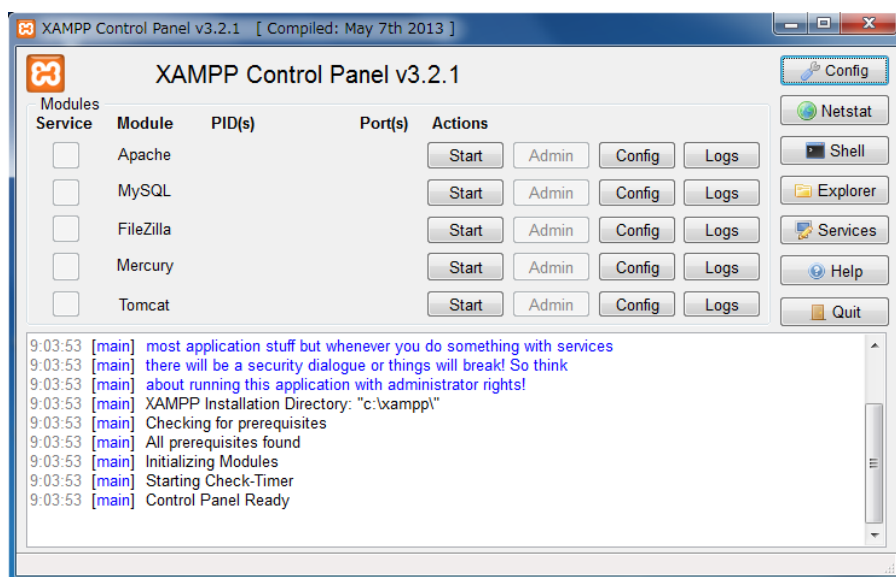 XAMPP Control Panel v3.2.1 [ Compiled: May 7th 2013 ]
XAMPP Control Panel v3.2.1
Config
Modules
Service Module PID(s) Port(s) Actions
Netstat
Apache Start Admin Config Logs
Shell
MySQL Start Admin Config Logs
Explorer
FileZilla Start Admin Config Logs
Services
Mercury Start Admin Config Logs
Help
Tomcat Start Admin Config Logs
Quit
9:03:53 [main] most application stuff but whenever you do something with services
9:03:53 [main] there will be a security dialogue or things will break! So think
9:03:53 [main] about running this application with administrator rights!
9:03:53 [main] XAMPP Installation Directory: "c:\xampp\"
9:03:53 [main] Checking for prerequisites
9:03:53 [main] All prerequisites found
9:03:53 [main] Initializing Modules
9:03:53 [main] Starting Check-Timer
9:03:53 [main] Control Panel Ready